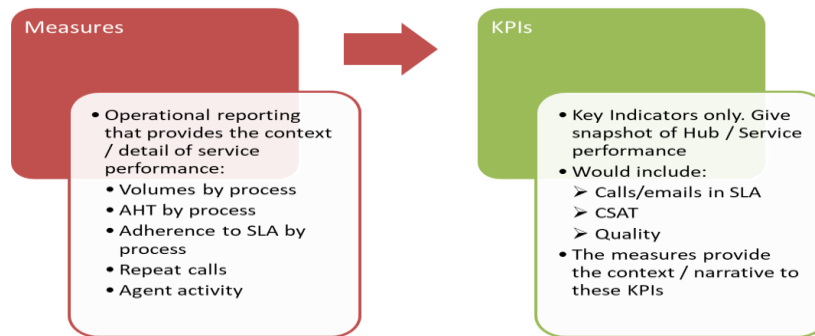 Measures
• Operational reporting
that provides the context
/ detail of service
performance:
• Volumes by process
• AHT by process
• Adherence to SLA by
process
• Repeat calls
• Agent activity
KPIs
• Key Indicators only. Give
snapshot of Hub / Service
performance
• Would include:
➢ Calls/emails in SLA
➢ CSAT
➢ Quality
• The measures provide
the context / narrative to
these KPIs